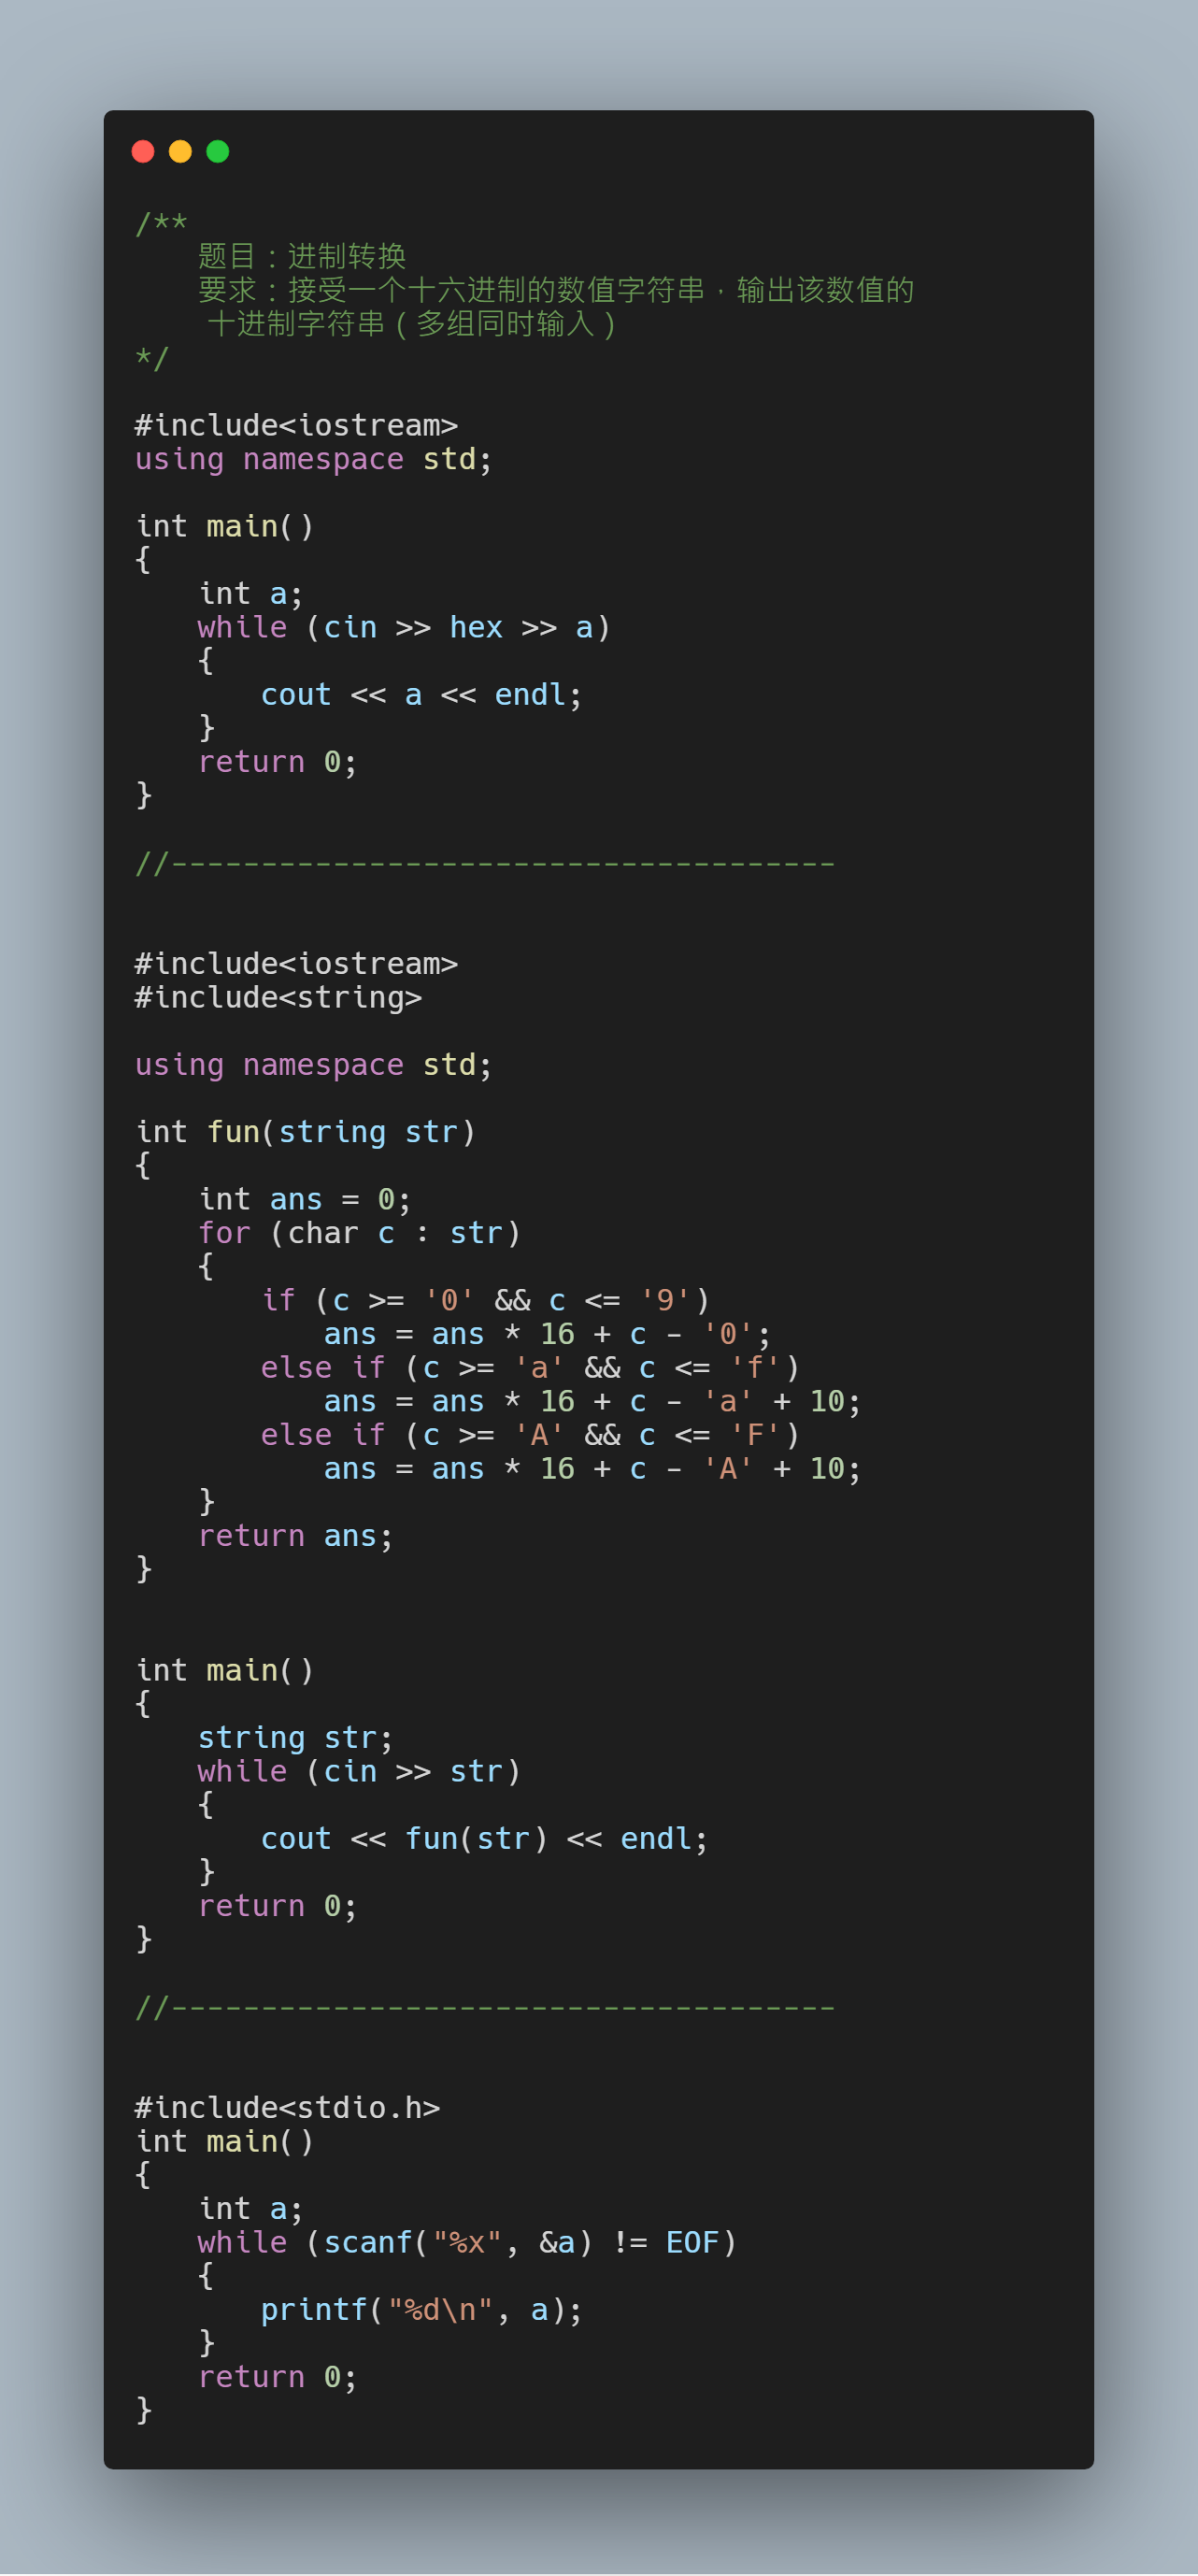 /**
    题目：进制转换
    要求：接受一个十六进制的数值字符串，输出该数值的
    十进制字符串（多组同时输入）
*/
#include<iostream>
using namespace std;
int main()
{
    int a;
    while (cin >> hex >> a)
    {
        cout << a << endl;
    }
    return 0;
}
//-------------------------------------
#include<iostream>
#include<string>
using namespace std;
int fun(string str)
{
    int ans = 0;
    for (char c : str)
    {
        if (c >= '0' && c <= '9')
            ans = ans * 16 + c - '0';
        else if (c >= 'a' && c <= 'f')
            ans = ans * 16 + c - 'a' + 10;
        else if (c >= 'A' && c <= 'F')
            ans = ans * 16 + c - 'A' + 10;
    }
    return ans;
}
int main()
{
    string str;
    while (cin >> str)
    {
        cout << fun(str) << endl;
    }
    return 0;
}
//-------------------------------------
#include<stdio.h>
int main()
{
    int a;
    while (scanf("%x", &a) != EOF)
    {
        printf("%d\n", a);
    }
    return 0;
}